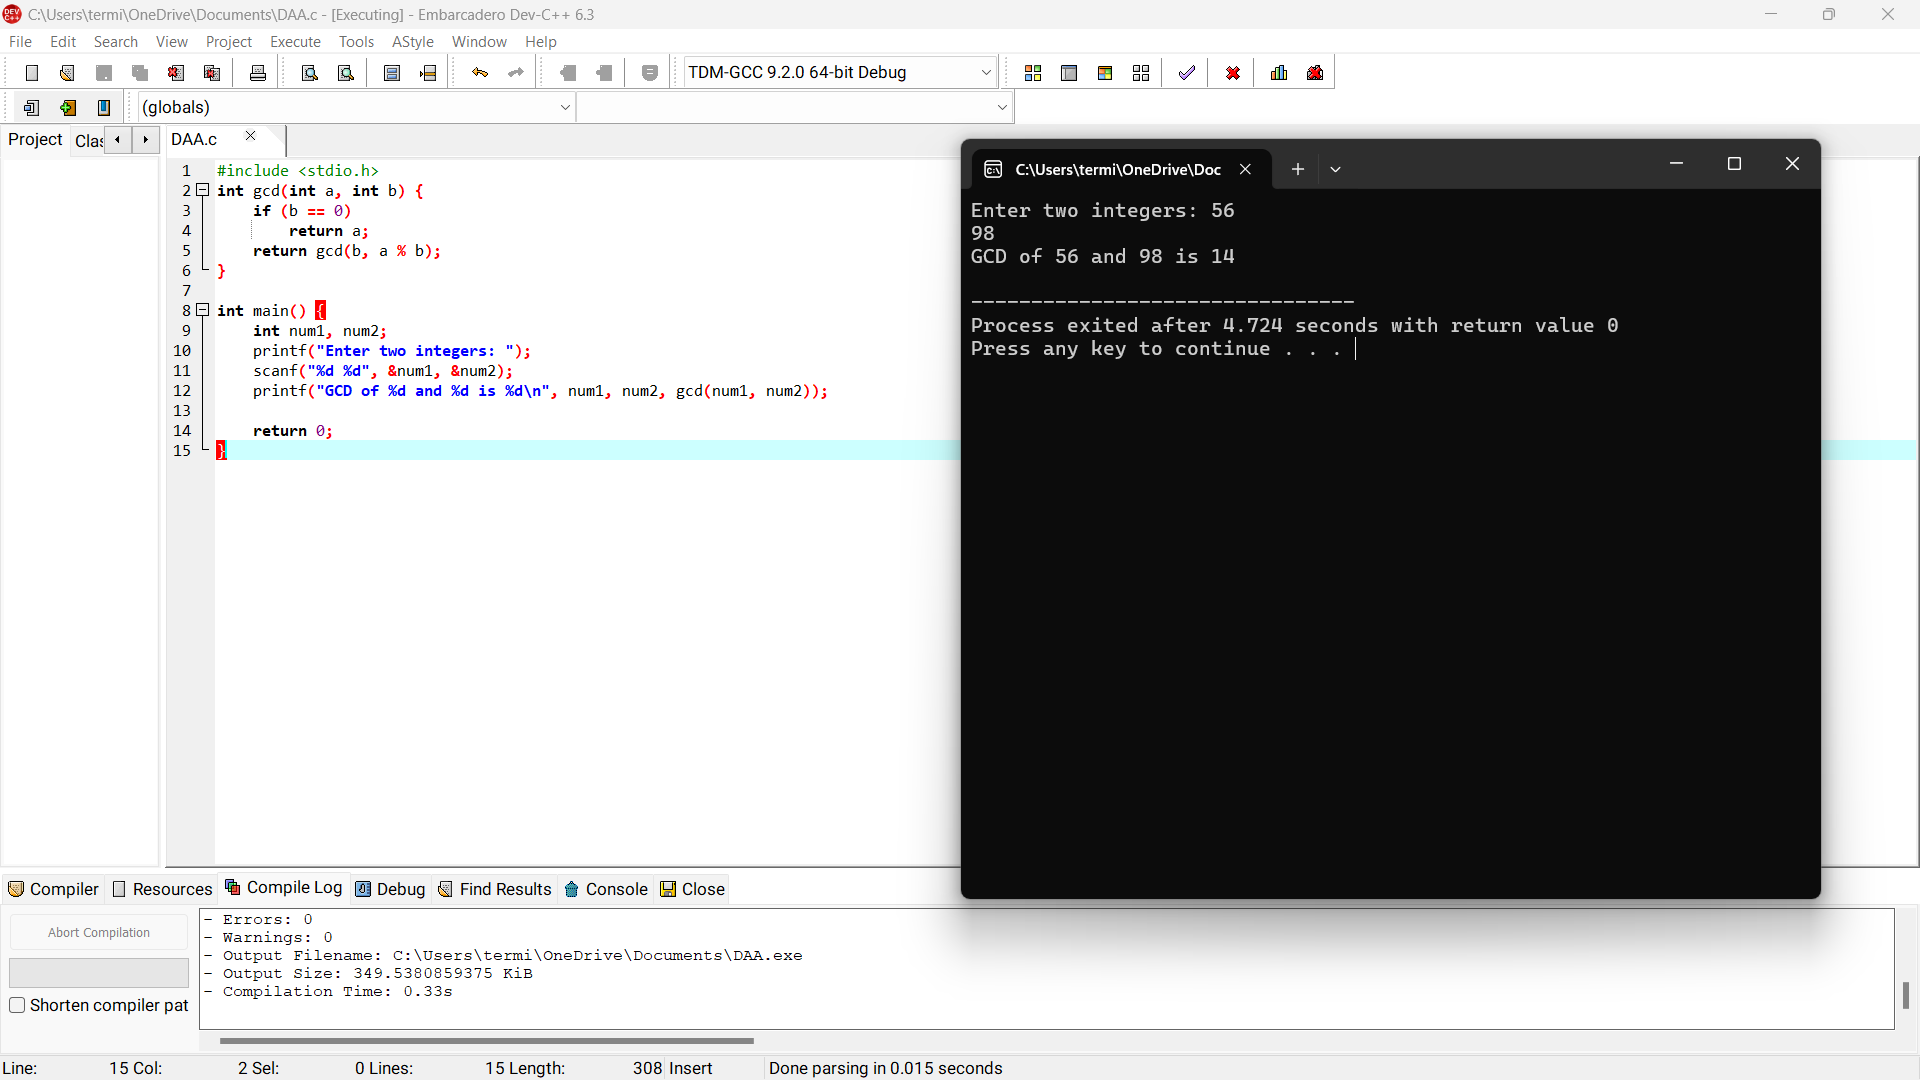 C:\Users\termi\OneDrive\Documents\DAA.c - [Executing] - Embarcadero Dev-C++ 6.3
File Edit Search View Project Execute Tools AStyle Window Help
TDM-GCC 9.2.0 64-bit Debug
(globals)
Project Clas
DAA.c
1 #include <stdio.h>
2 int gcd(int a, int b) {
3     if (b == 0)
4         return a;
5     return gcd(b, a % b);
6 }
7
8 int main() {
9     int num1, num2;
10     printf("Enter two integers: ");
11     scanf("%d %d", &num1, &num2);
12     printf("GCD of %d and %d is %d\n", num1, num2, gcd(num1, num2));
13
14     return 0;
15 }
C:\Users\termi\OneDrive\Doc
Enter two integers: 56
98
GCD of 56 and 98 is 14
--------------------------------
Process exited after 4.724 seconds with return value 0
Press any key to continue . . .
Compiler Resources Compile Log Debug Find Results Console Close
Abort Compilation
Shorten compiler pat
- Errors: 0
- Warnings: 0
- Output Filename: C:\Users\termi\OneDrive\Documents\DAA.exe
- Output Size: 349.5380859375 KiB
- Compilation Time: 0.33s
Line: 15 Col: 2 Sel: 0 Lines: 15 Length: 308 Insert Done parsing in 0.015 seconds